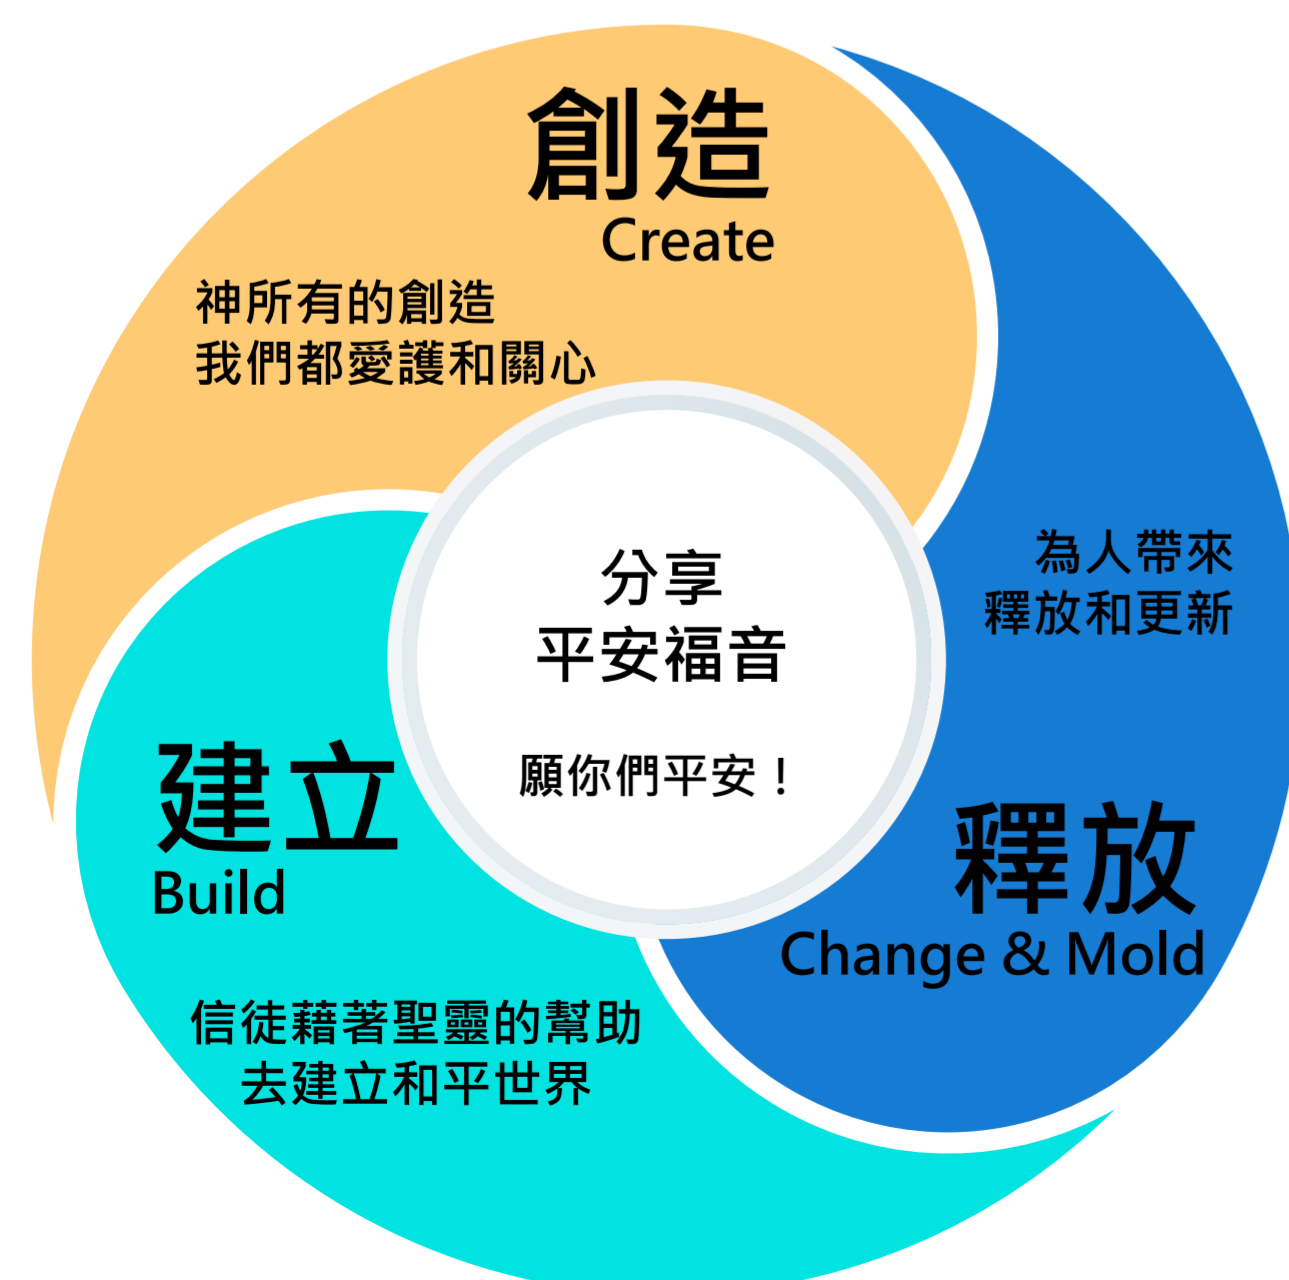 創造
Create
神所有的創造
我們都愛護和關心
為人帶來
釋放和更新
釋放
Change & Mold
分享
平安福音
願你們平安！
建立
Build
信徒藉著聖靈的幫助
去建立和平世界